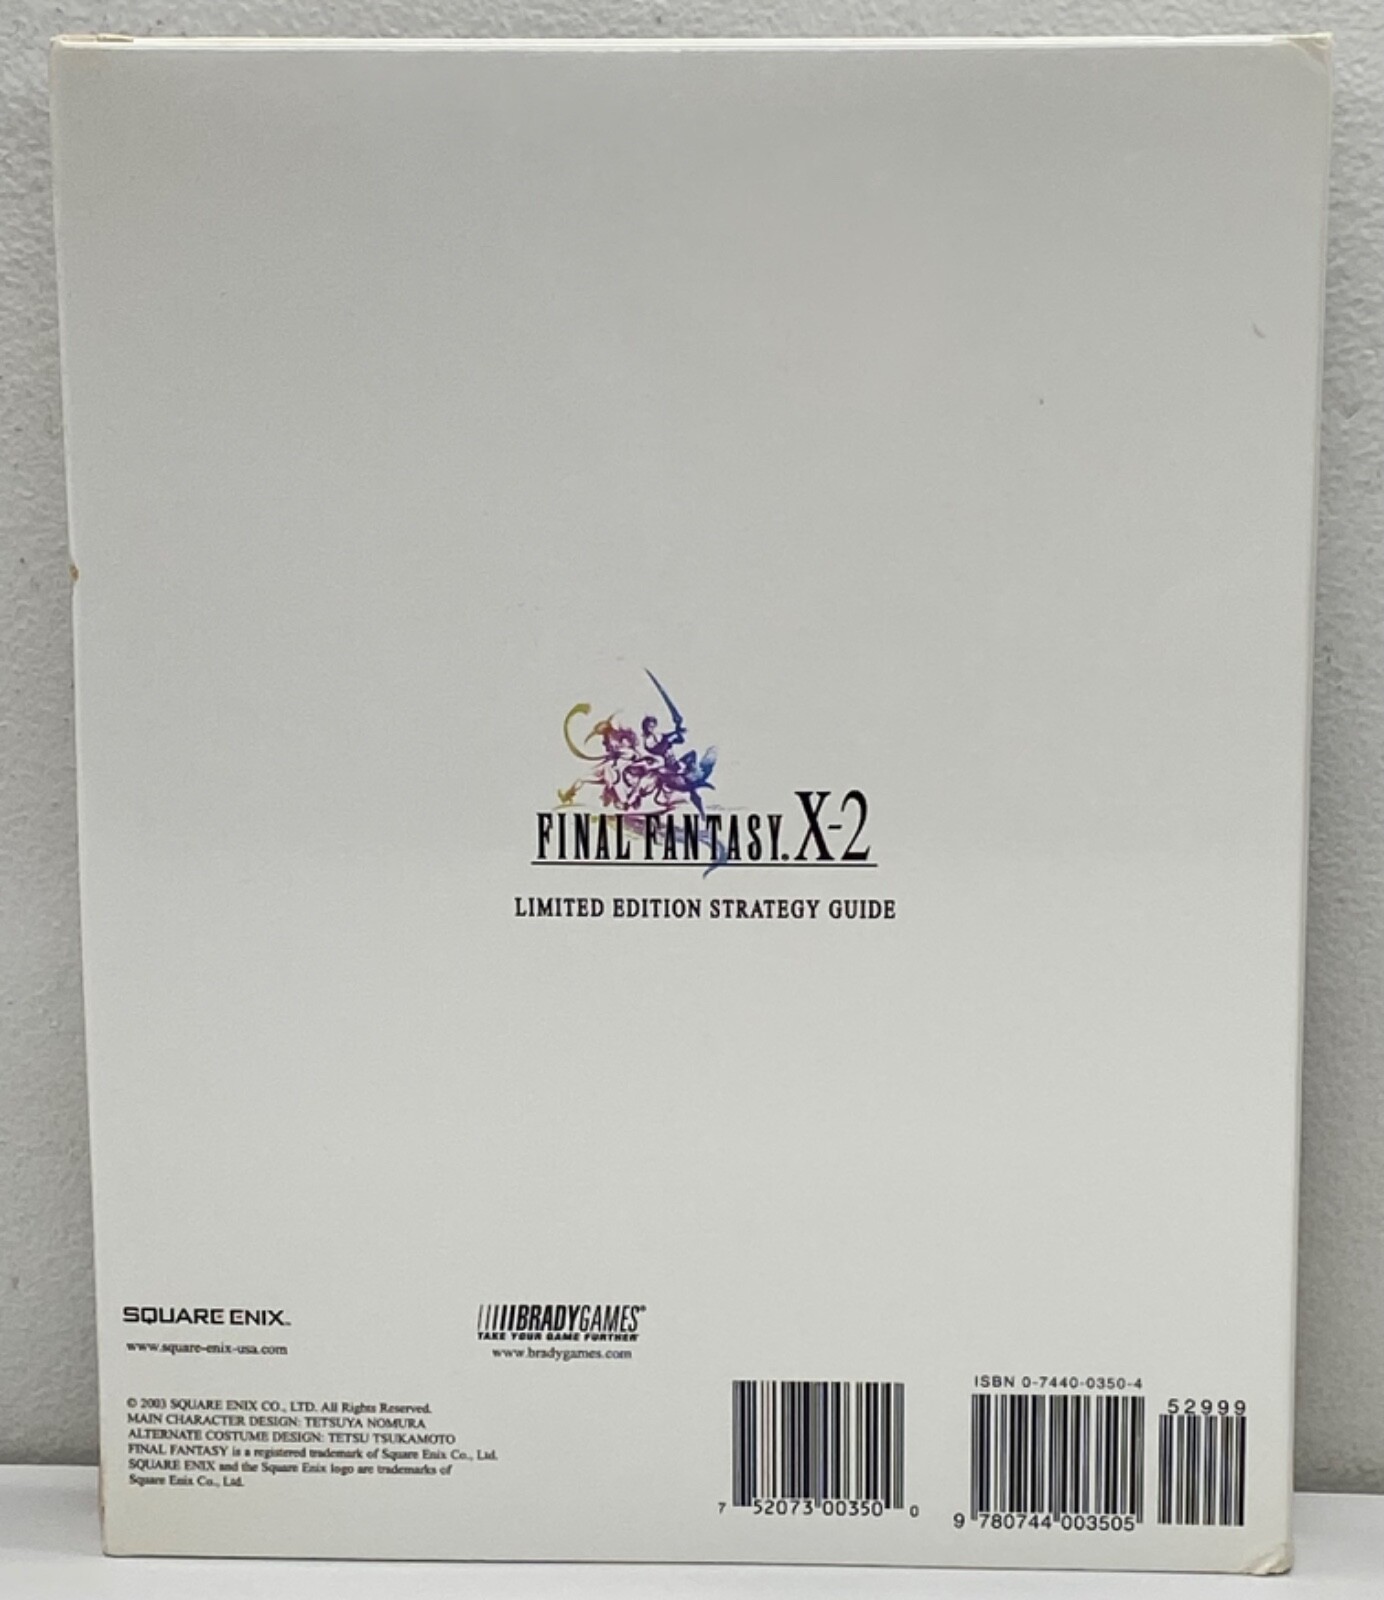 FINAL FANTASY. X-2
LIMITED EDITION STRATEGY GUIDE
SQUARE ENIX™
www.square-enix-usa.com
BRADYGAMES®
TAKE YOUR GAME FURTHER®
www.bradygames.com
© 2003 SQUARE ENIX CO., LTD. All Rights Reserved.
MAIN CHARACTER DESIGN: TETSUYA NOMURA
ALTERNATE COSTUME DESIGN: TETSU TSUKAMOTO
FINAL FANTASY is a registered trademark of Square Enix Co., Ltd.
SQUARE ENIX and the Square Enix logo are trademarks of
Square Enix Co., Ltd.
7 52073 00350 0
ISBN 0-7440-0350-4
52999
9 780744 003505